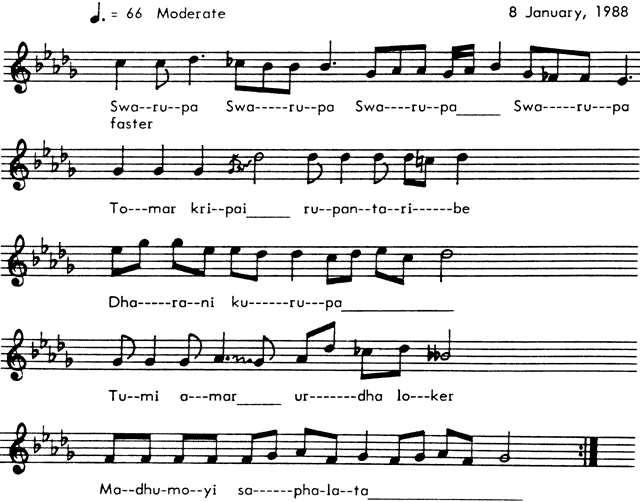 ♩. = 66 Moderate 8 January, 1988
Swa--ru--pa Swa-----ru--pa Swa----ru--pa_____ Swa-----ru---pa
faster
To---mar kri--pai_____ ru--pan--ta--ri------be
Dha-----ra--ni ku------ru---pa_____________
Tu--mi a---mar_____ ur-------dha lo--ker
Ma--dhu-mo--yi sa------pha-la--ta__________________